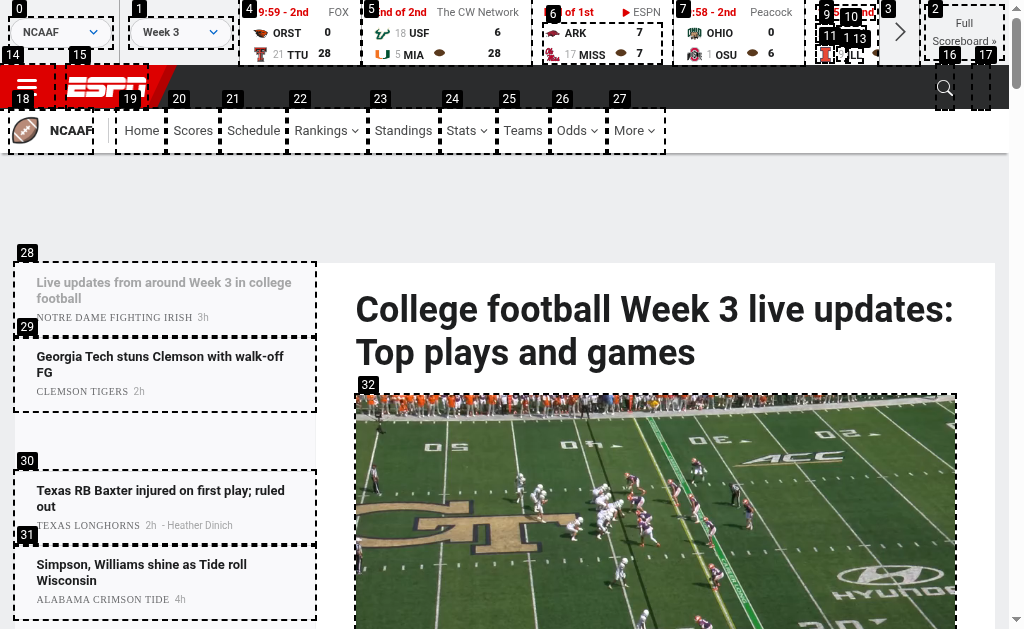 0
1
4
5
6
7
9
10
11
13
3
2
NCAAF
Week 3
9:59 - 2nd FOX
ORST 0
21 TTU 28
End of 2nd The CW Network
18 USF 6
5 MIA 28
of 1st ESPN
ARK 7
17 MISS 7
:58 - 2nd Peacock
OHIO 0
1 OSU 6
Full
Scoreboard »
14
15
16
17
ESPN
18
19
20
21
22
23
24
25
26
27
NCAAF
Home
Scores
Schedule
Rankings
Standings
Stats
Teams
Odds
More
28
Live updates from around Week 3 in college
football
NOTRE DAME FIGHTING IRISH 3h
29
Georgia Tech stuns Clemson with walk-off
FG
CLEMSON TIGERS 2h
30
Texas RB Baxter injured on first play; ruled
out
TEXAS LONGHORNS 2h - Heather Dinich
31
Simpson, Williams shine as Tide roll
Wisconsin
ALABAMA CRIMSON TIDE 4h
College football Week 3 live updates:
Top plays and games
32
ACC
GT
HYUNDAI